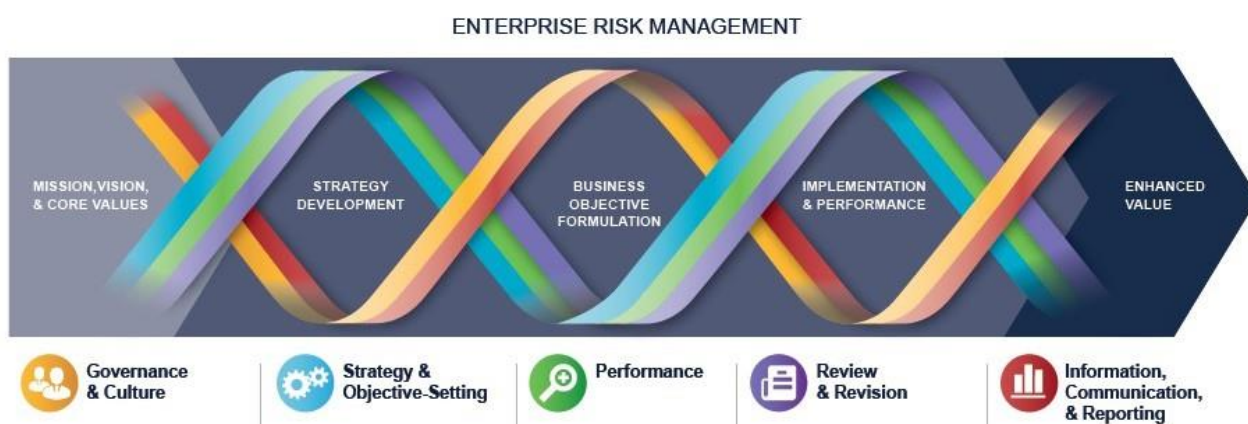 ENTERPRISE RISK MANAGEMENT
MISSION,VISION,
& CORE VALUES
STRATEGY
DEVELOPMENT
BUSINESS
OBJECTIVE
FORMULATION
IMPLEMENTATION
& PERFORMANCE
ENHANCED
VALUE
Governance
& Culture
Strategy &
Objective-Setting
Performance
Review
& Revision
Information,
Communication,
& Reporting